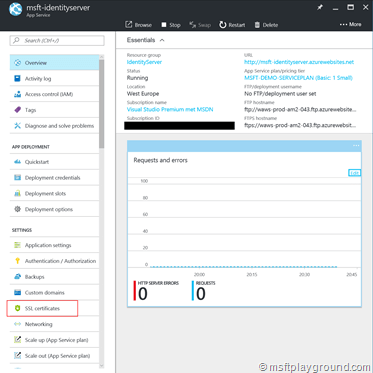 msft-identityserver
App Service
Search (Ctrl+/)
Overview
Activity log
Access control (IAM)
Tags
Diagnose and solve problems
APP DEPLOYMENT
Quickstart
Deployment credentials
Deployment slots
Deployment options
SETTINGS
Application settings
Authentication / Authorization
Backups
Custom domains
SSL certificates
Networking
Scale up (App Service plan)
Scale out (App Service plan)
Browse
Stop
Swap
Restart
Delete
More
Essentials
Resource group
IdentityServer
Status
Running
Location
West Europe
Subscription name
Visual Studio Premium met MSDN
Subscription ID
URL
http://msft-identityserver.azurewebsites.net
App Service plan/pricing tier
MSFT-DEMO-SERVICEPLAN (Basic: 1 Small)
FTP/deployment username
No FTP/deployment user set
FTP hostname
ftp://waws-prod-am2-043.ftp.azurewebsite...
FTPS hostname
ftps://waws-prod-am2-043.ftp.azurewebsi...
Requests and errors
Edit
100
80
60
40
20
0
20:00
20:15
20:30
20:45
HTTP SERVER ERRORS
0
REQUESTS
0
© msftplayground.com